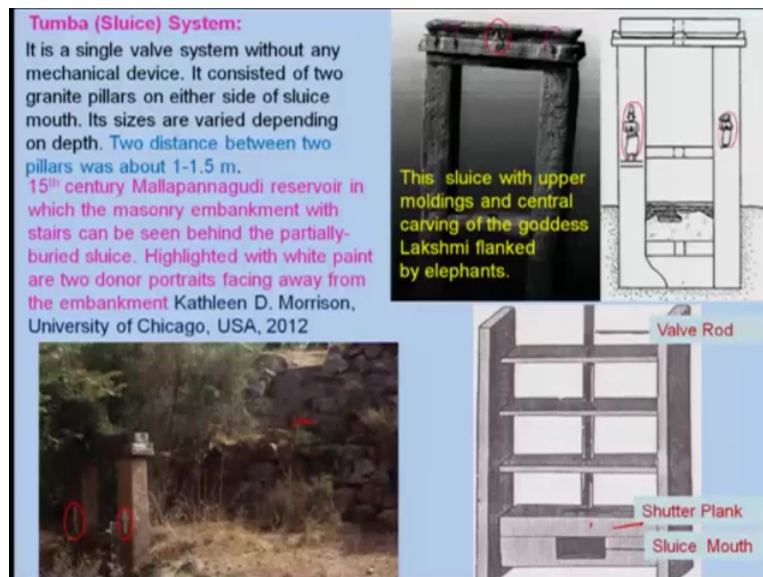 Tumba (Sluice) System:
It is a single valve system without any
mechanical device. It consisted of two
granite pillars on either side of sluice
mouth. Its sizes are varied depending
on depth. Two distance between two
pillars was about 1-1.5 m.
15th century Mallapannagudi reservoir in
which the masonry embankment with
stairs can be seen behind the partially-
buried sluice. Highlighted with white paint
are two donor portraits facing away from
the embankment Kathleen D. Morrison,
University of Chicago, USA, 2012
This sluice with upper
moldings and central
carving of the goddess
Lakshmi flanked
by elephants.
Valve Rod
Shutter Plank
Sluice Mouth